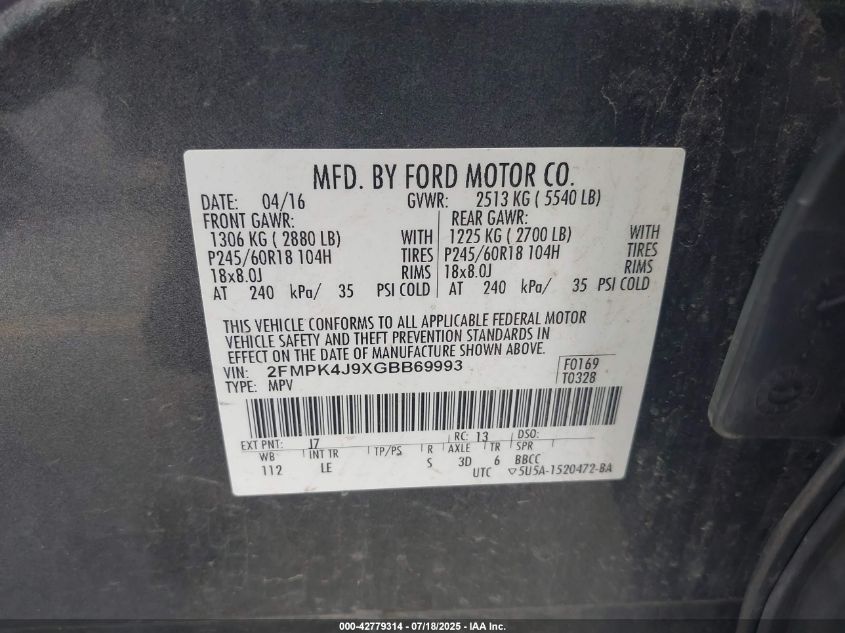 MFD. BY FORD MOTOR CO.
DATE: 04/16 GVWR: 2513 KG ( 5540 LB)
FRONT GAWR: REAR GAWR:
1306 KG ( 2880 LB) WITH 1225 KG ( 2700 LB) WITH
P245/60R18 104H TIRES P245/60R18 104H TIRES
18x8.0J RIMS 18x8.0J RIMS
AT 240 kPa/ 35 PSI COLD AT 240 kPa/ 35 PSI COLD
THIS VEHICLE CONFORMS TO ALL APPLICABLE FEDERAL MOTOR
VEHICLE SAFETY AND THEFT PREVENTION STANDARDS IN
EFFECT ON THE DATE OF MANUFACTURE SHOWN ABOVE.
VIN: 2FMPK4J9XGBB69993 F0169
TYPE: MPV T0328
EXT PNT: J7 RC: 13 DSO:
WB INT TR TP/PS R AXLE TR SPR
112 LE S 3D 6 BBCC
UTC ▽5U5A-1520472-BA
000-42779314 - 07/18/2025 - IAA Inc.